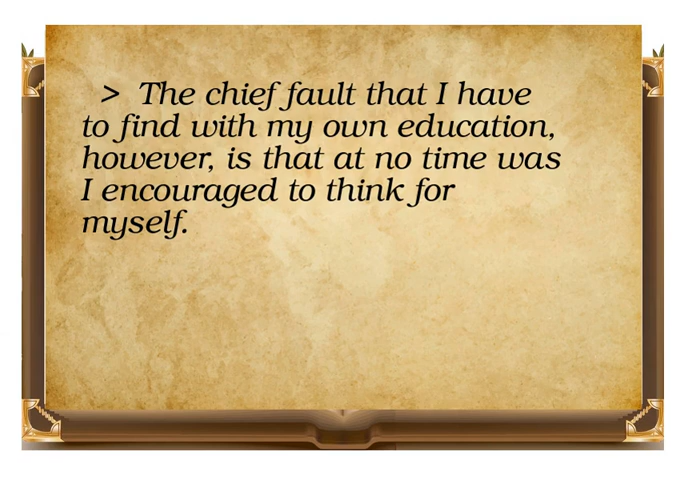 > The chief fault that I have
to find with my own education,
however, is that at no time was
I encouraged to think for
myself.